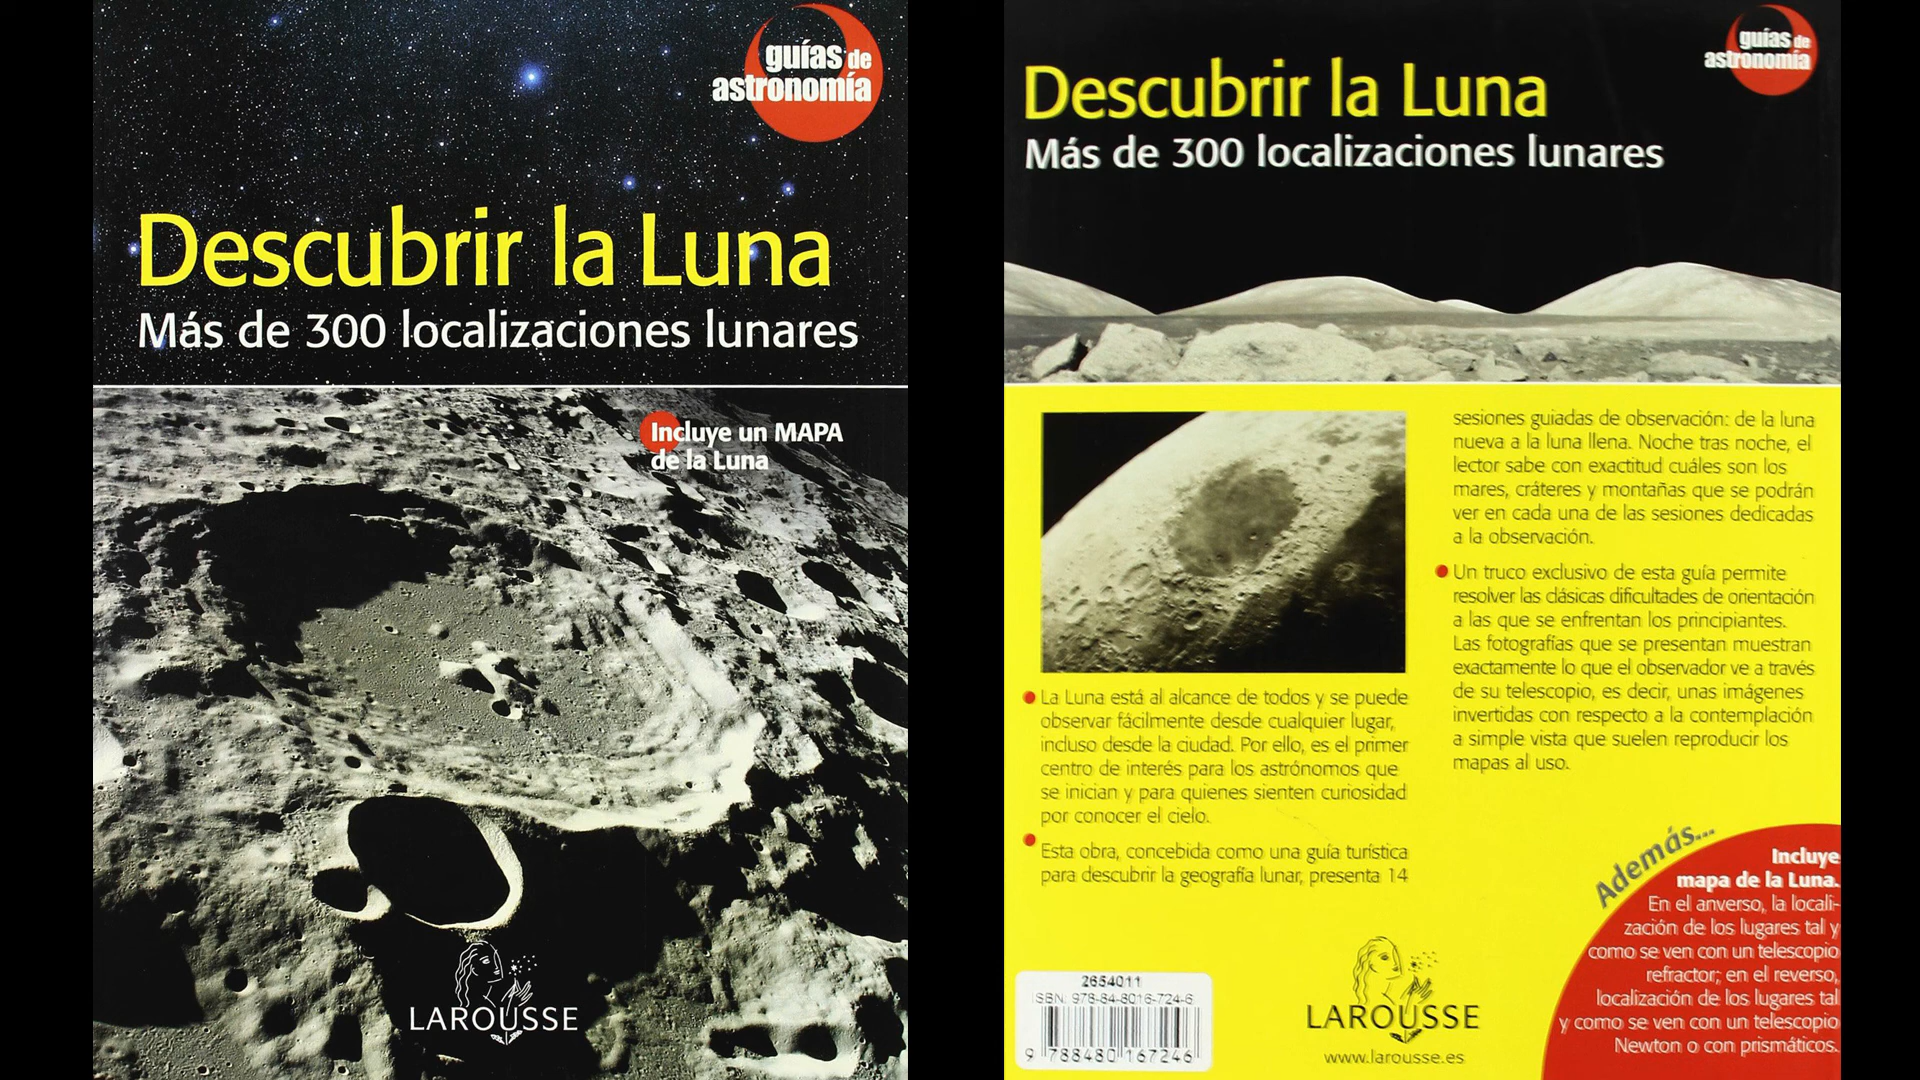 guías de
astronomía
Descubrir la Luna
Más de 300 localizaciones lunares
Incluye un MAPA
de la Luna
LAROUSSE
guías de
astronomía
Descubrir la Luna
Más de 300 localizaciones lunares
La Luna está al alcance de todos y se puede
observar fácilmente desde cualquier lugar,
incluso desde la ciudad. Por ello, es el primer
centro de interés para los astrónomos que
se inician y para quienes sienten curiosidad
por conocer el cielo.
Esta obra, concebida como una guía turística
para descubrir la geografía lunar, presenta 14
sesiones guiadas de observación: de la luna
nueva a la luna llena. Noche tras noche, el
lector sabe con exactitud cuáles son los
mares, cráteres y montañas que se podrán
ver en cada una de las sesiones dedicadas
a la observación.
Un truco exclusivo de esta guía permite
resolver las clásicas dificultades de orientación
a las que se enfrentan los principiantes.
Las fotografías que se presentan muestran
exactamente lo que el observador ve a través
de su telescopio, es decir, unas imágenes
invertidas con respecto a la contemplación
a simple vista que suelen reproducir los
mapas al uso.
Además...
Incluye
mapa de la Luna.
En el anverso, la locali-
zación de los lugares tal y
como se ven con un telescopio
refractor; en el reverso,
localización de los lugares tal
y como se ven con un telescopio
Newton o con prismáticos.
2654011
ISBN: 978-84-8016-724-6
9 788480 167246
LAROUSSE
www.larousse.es